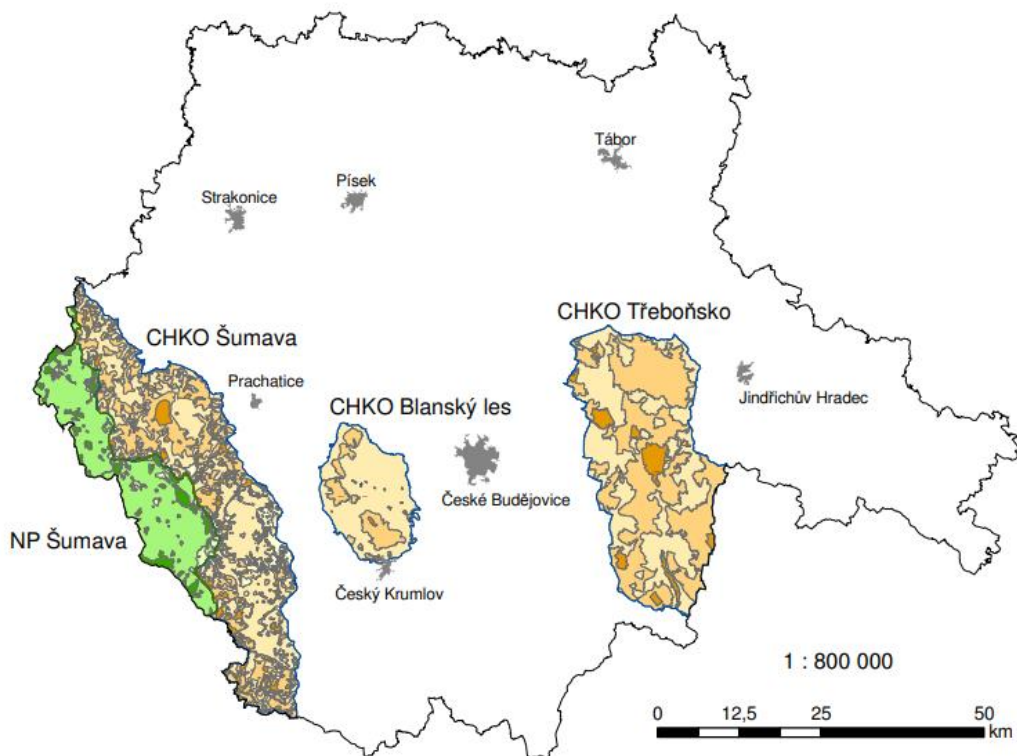 Tábor
Písek
Strakonice
CHKO Třeboňsko
CHKO Šumava
Prachatice
Jindřichův Hradec
CHKO Blanský les
České Budějovice
NP Šumava
Český Krumlov
1 : 800 000
0 12,5 25 50
km